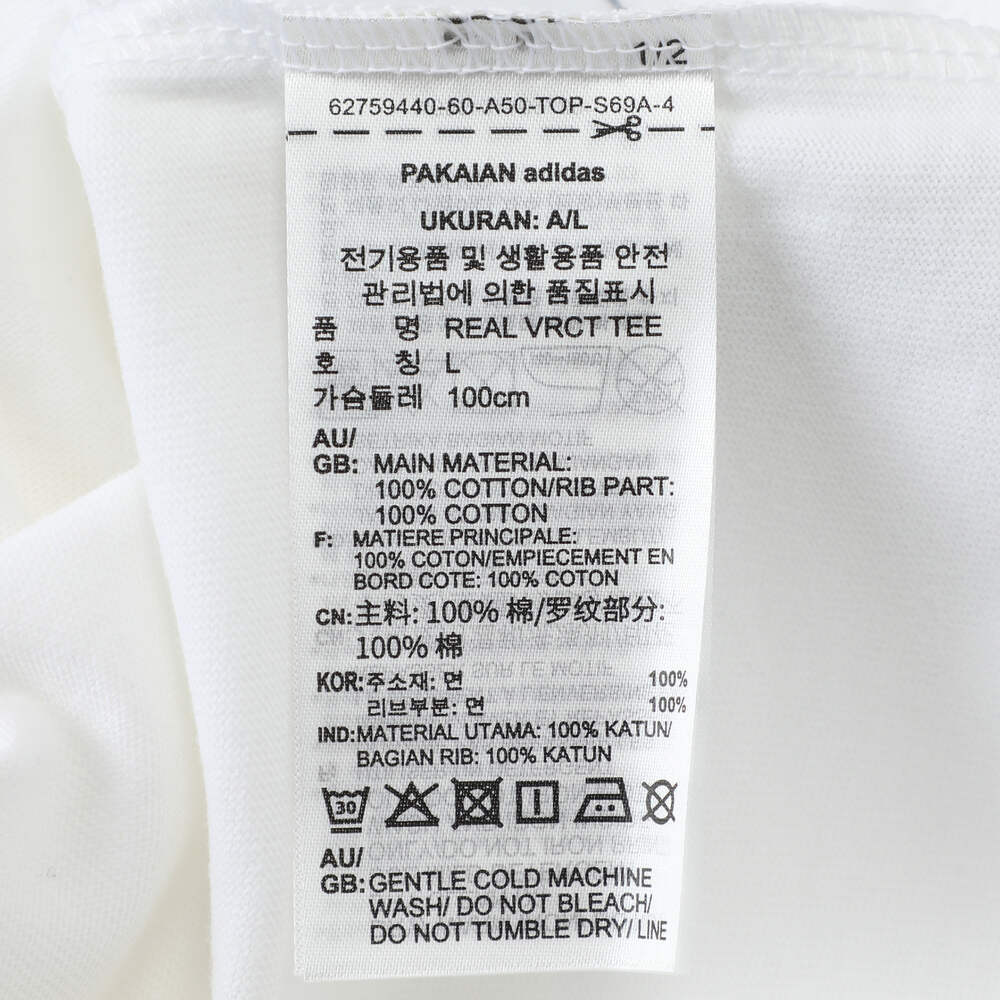 1/2
62759440-60-A50-TOP-S69A-4
PAKAIAN adidas
UKURAN: A/L
전기용품 및 생활용품 안전
관리법에 의한 품질표시
품 명 REAL VRCT TEE
호 칭 L
가슴둘레 100cm
AU/
GB: MAIN MATERIAL:
100% COTTON/RIB PART:
100% COTTON
F: MATIERE PRINCIPALE:
100% COTON/EMPIECEMENT EN
BORD COTE: 100% COTON
CN: 主料: 100% 棉/罗纹部分:
100% 棉
KOR: 주소재: 면 100%
리브부분: 면 100%
IND: MATERIAL UTAMA: 100% KATUN/
BAGIAN RIB: 100% KATUN
30
AU/
GB: GENTLE COLD MACHINE
WASH/ DO NOT BLEACH/
DO NOT TUMBLE DRY/ LINE